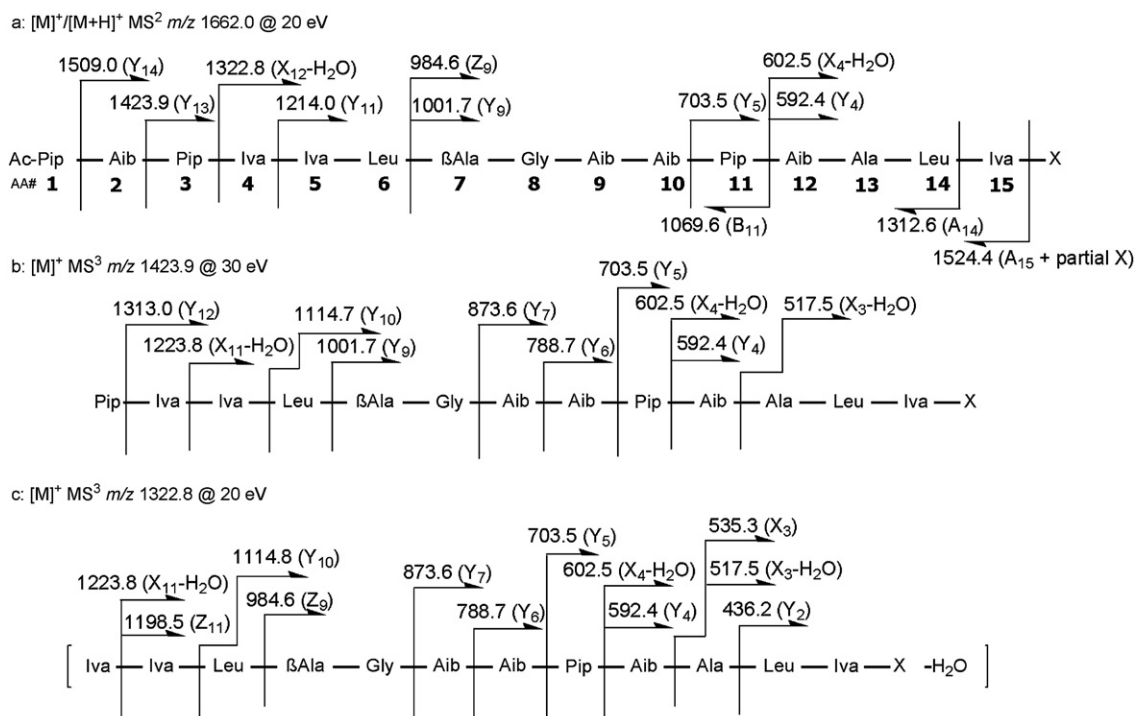 a: [M]⁺/[M+H]⁺ MS² m/z 1662.0 @ 20 eV
1509.0 (Y₁₄)
1322.8 (X₁₂-H₂O)
984.6 (Z₉)
602.5 (X₄-H₂O)
1423.9 (Y₁₃)
1214.0 (Y₁₁)
1001.7 (Y₉)
703.5 (Y₅)
592.4 (Y₄)
Ac-Pip Aib Pip Iva Iva Leu ßAla Gly Aib Aib Pip Aib Ala Leu Iva X
AA# 1 2 3 4 5 6 7 8 9 10 11 12 13 14 15
1069.6 (B₁₁)
1312.6 (A₁₄)
1524.4 (A₁₅ + partial X)
b: [M]⁺ MS³ m/z 1423.9 @ 30 eV
703.5 (Y₅)
1313.0 (Y₁₂)
1114.7 (Y₁₀)
873.6 (Y₇)
602.5 (X₄-H₂O)
517.5 (X₃-H₂O)
1223.8 (X₁₁-H₂O)
1001.7 (Y₉)
788.7 (Y₆)
592.4 (Y₄)
Pip Iva Iva Leu ßAla Gly Aib Aib Pip Aib Ala Leu Iva X
c: [M]⁺ MS³ m/z 1322.8 @ 20 eV
703.5 (Y₅)
535.3 (X₃)
1114.8 (Y₁₀)
873.6 (Y₇)
602.5 (X₄-H₂O)
517.5 (X₃-H₂O)
1223.8 (X₁₁-H₂O)
984.6 (Z₉)
788.7 (Y₆)
592.4 (Y₄)
436.2 (Y₂)
1198.5 (Z₁₁)
[ Iva Iva Leu ßAla Gly Aib Aib Pip Aib Ala Leu Iva X -H₂O ]